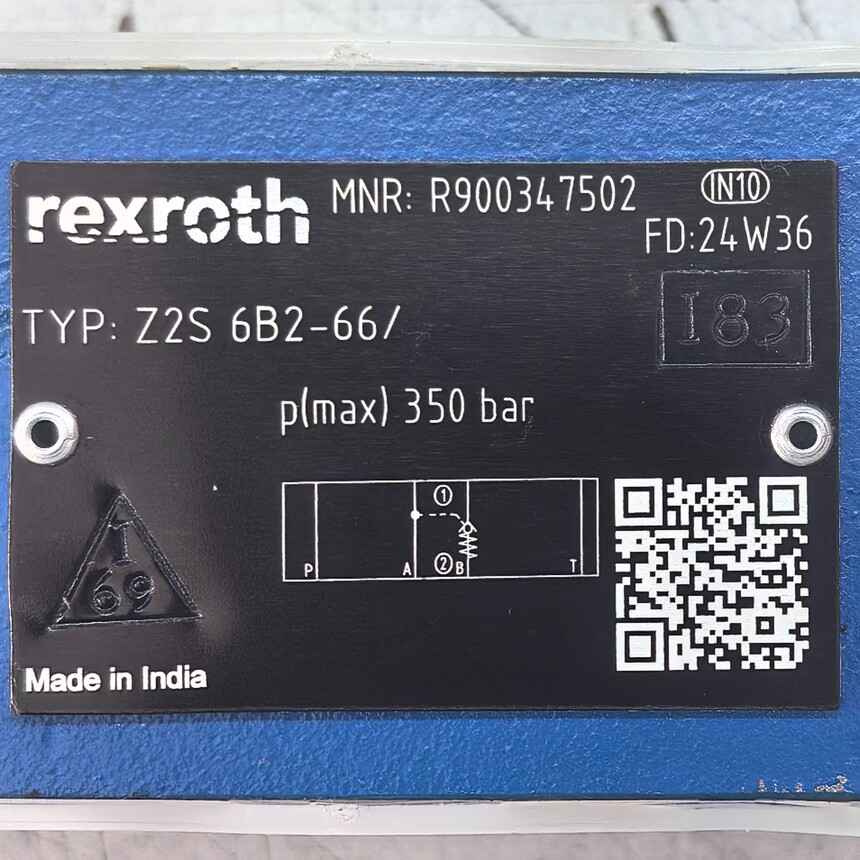 rexroth
MNR: R900347502
IN10
FD:24W36
TYP: Z2S 6B2-66/
I83
p(max) 350 bar
1
2
P A B T
I
69
Made in India